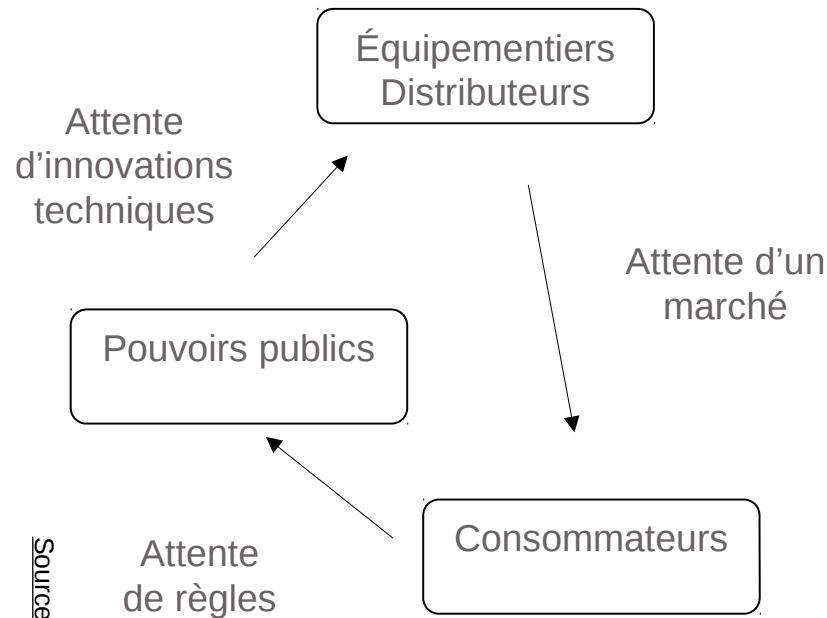 Équipementiers
Distributeurs
Attente
d’innovations
techniques
Attente d’un
marché
Pouvoirs publics
Consommateurs
Attente
de règles
Source